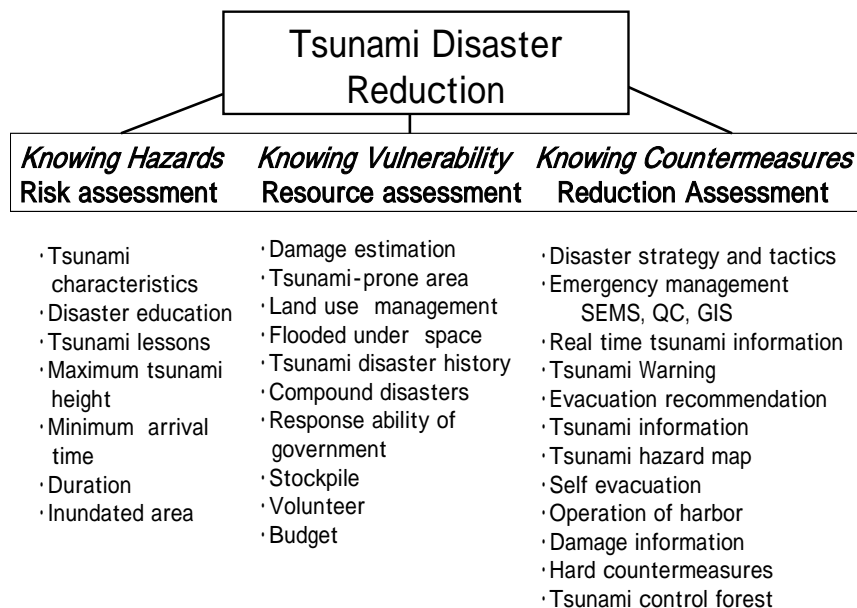 Tsunami Disaster
Reduction
Knowing Hazards
Risk assessment
Knowing Vulnerability
Resource assessment
Knowing Countermeasures
Reduction Assessment
・Tsunami
characteristics
・Disaster education
・Tsunami lessons
・Maximum tsunami
height
・Minimum arrival
time
・Duration
・Inundated area
・Damage estimation
・Tsunami-prone area
・Land use management
・Flooded under space
・Tsunami disaster history
・Compound disasters
・Response ability of
government
・Stockpile
・Volunteer
・Budget
・Disaster strategy and tactics
・Emergency management
SEMS, QC, GIS
・Real time tsunami information
・Tsunami Warning
・Evacuation recommendation
・Tsunami information
・Tsunami hazard map
・Self evacuation
・Operation of harbor
・Damage information
・Hard countermeasures
・Tsunami control forest